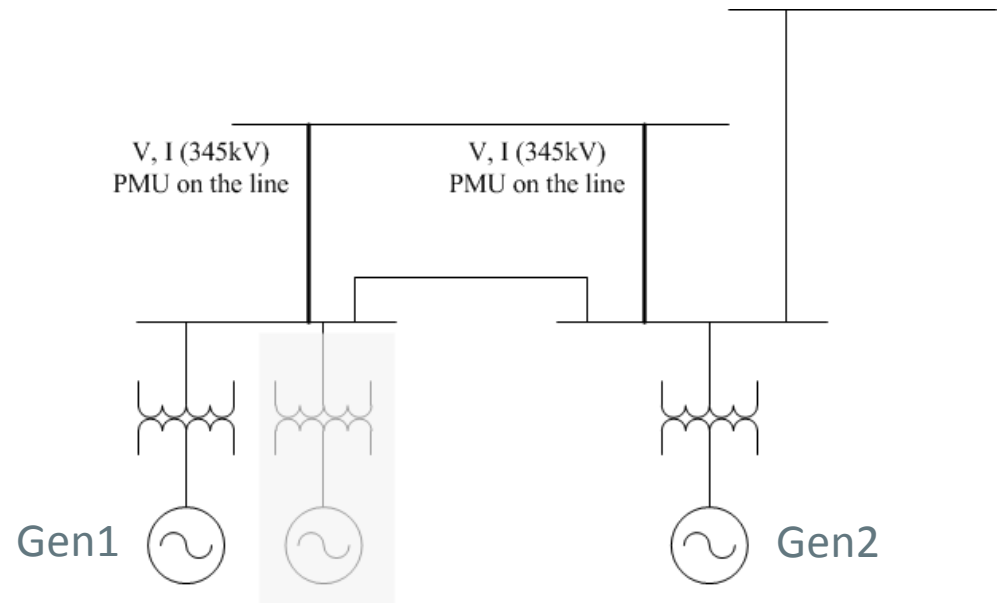 V, I (345kV)
PMU on the line
V, I (345kV)
PMU on the line
Gen1
Gen2